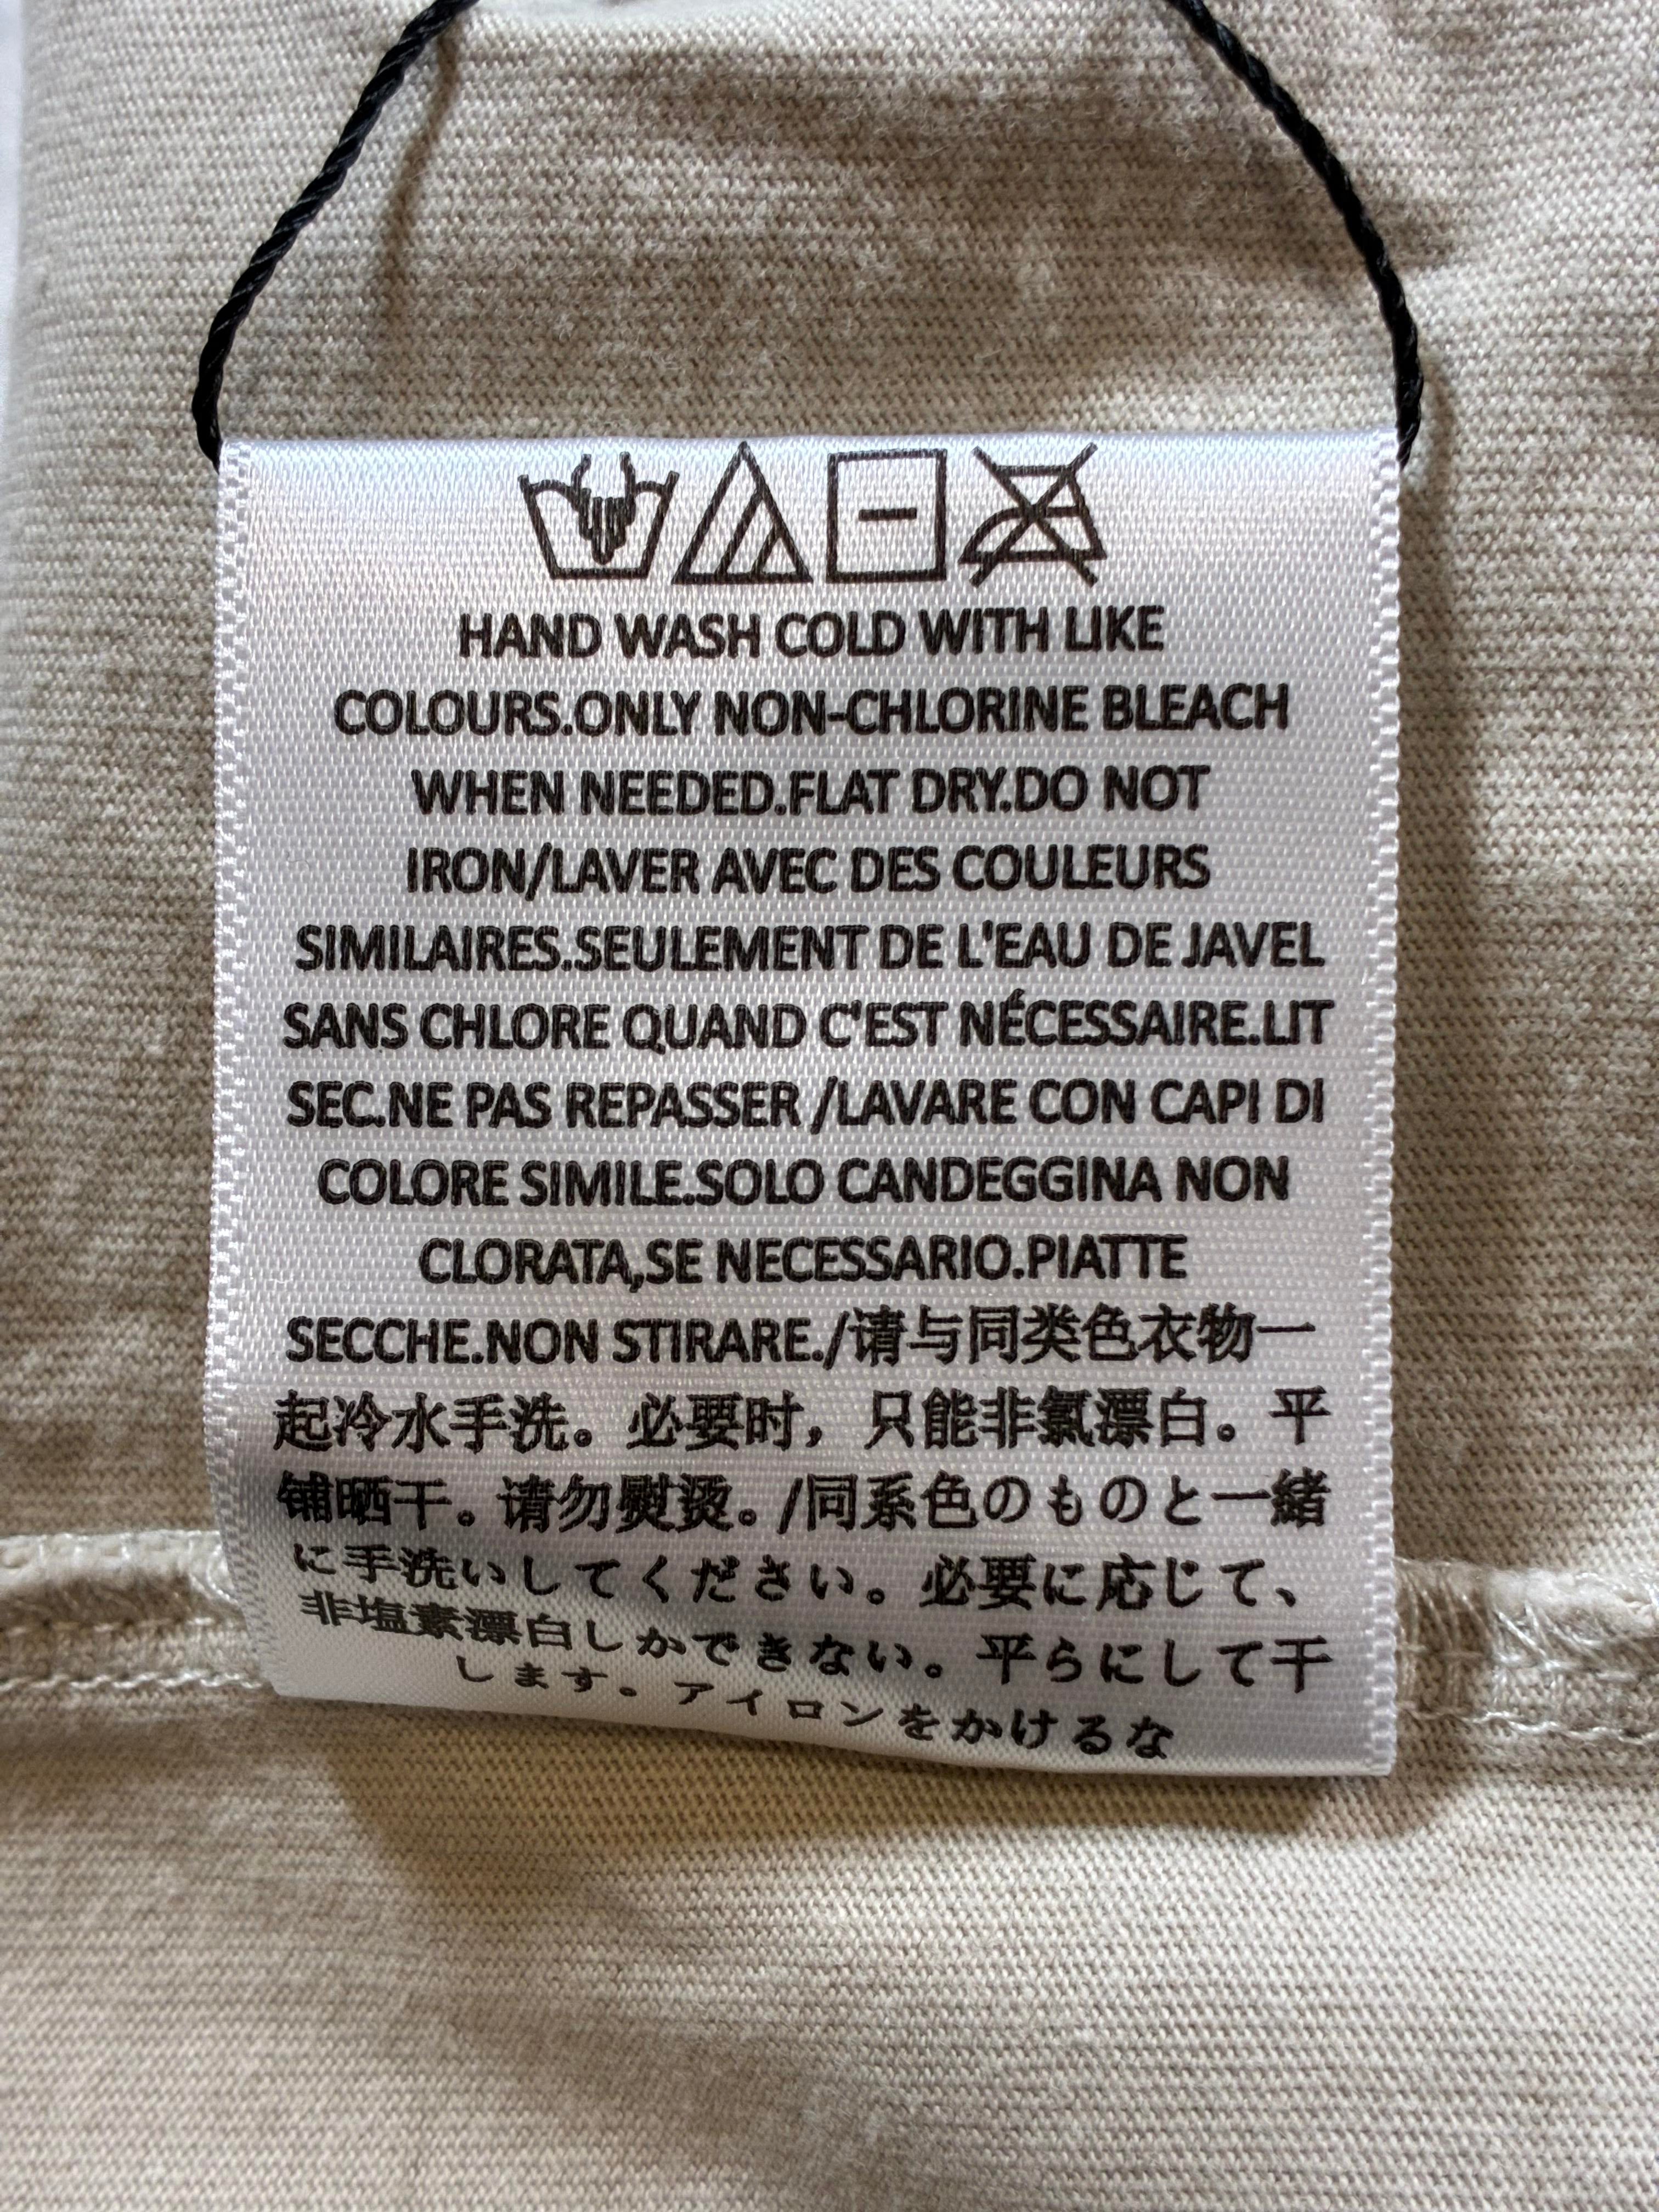 HAND WASH COLD WITH LIKE
COLOURS.ONLY NON-CHLORINE BLEACH
WHEN NEEDED.FLAT DRY.DO NOT
IRON/LAVER AVEC DES COULEURS
SIMILAIRES.SEULEMENT DE L'EAU DE JAVEL
SANS CHLORE QUAND C'EST NÉCESSAIRE.LIT
SEC.NE PAS REPASSER /LAVARE CON CAPI DI
COLORE SIMILE.SOLO CANDEGGINA NON
CLORATA,SE NECESSARIO.PIATTE
SECCHE.NON STIRARE./请与同类色衣物一
起冷水手洗。必要时，只能非氯漂白。平
铺晒干。请勿熨烫。/同系色のものと一緒
に手洗いしてください。必要に応じて、
非塩素漂白しかできない。平らにして干
します。アイロンをかけるな